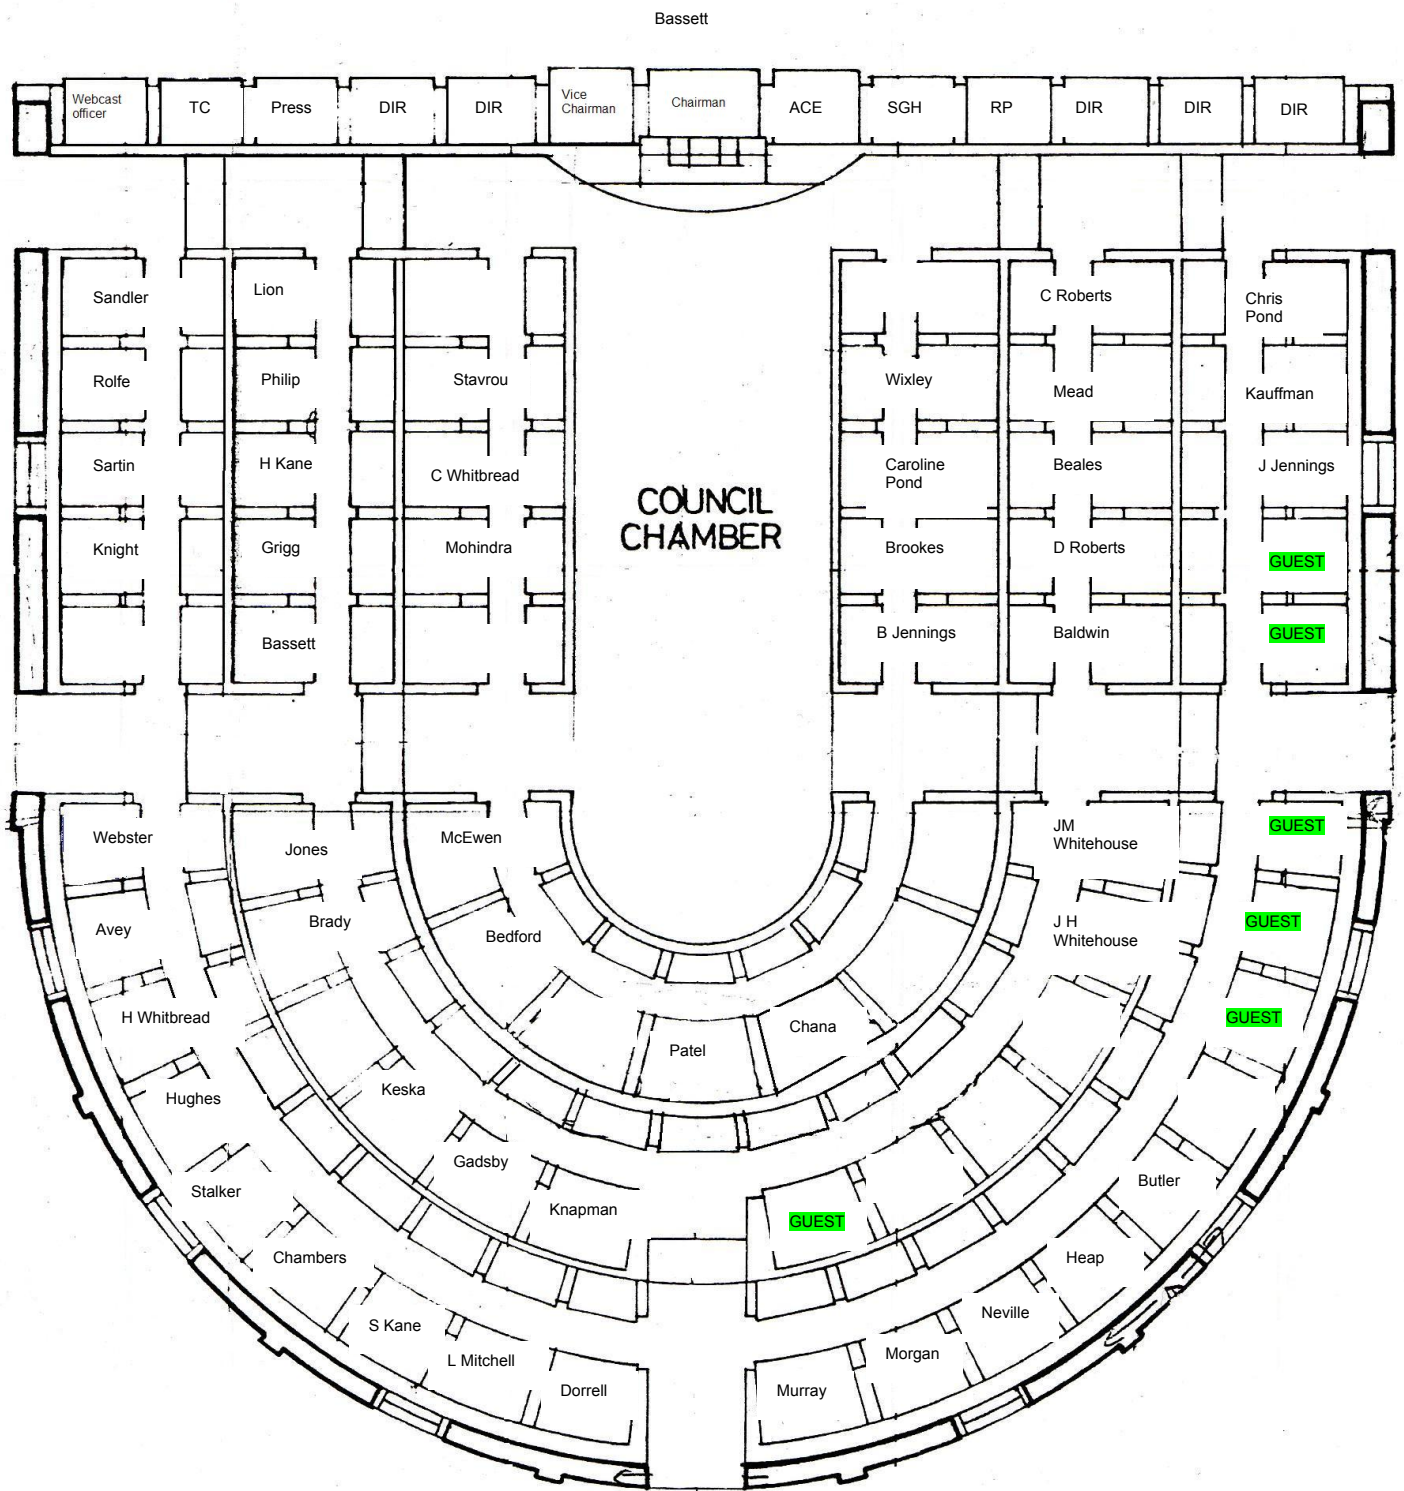 Bassett
Webcast
officer
TC
Press
DIR
DIR
Vice
Chairman
Chairman
ACE
SGH
RP
DIR
DIR
DIR
Sandler
Lion
C Roberts
Chris
Pond
Rolfe
Philip
Stavrou
Wixley
Mead
Kauffman
Sartin
H Kane
C Whitbread
Caroline
Pond
Beales
J Jennings
COUNCIL
CHAMBER
Knight
Grigg
Mohindra
Brookes
D Roberts
GUEST
Bassett
B Jennings
Baldwin
GUEST
Webster
Jones
McEwen
JM
Whitehouse
GUEST
Avey
Brady
Bedford
J H
Whitehouse
GUEST
H Whitbread
Patel
Chana
GUEST
Hughes
Keska
Stalker
Gadsby
Knapman
GUEST
Butler
Chambers
Heap
S Kane
L Mitchell
Dorrell
Murray
Morgan
Neville